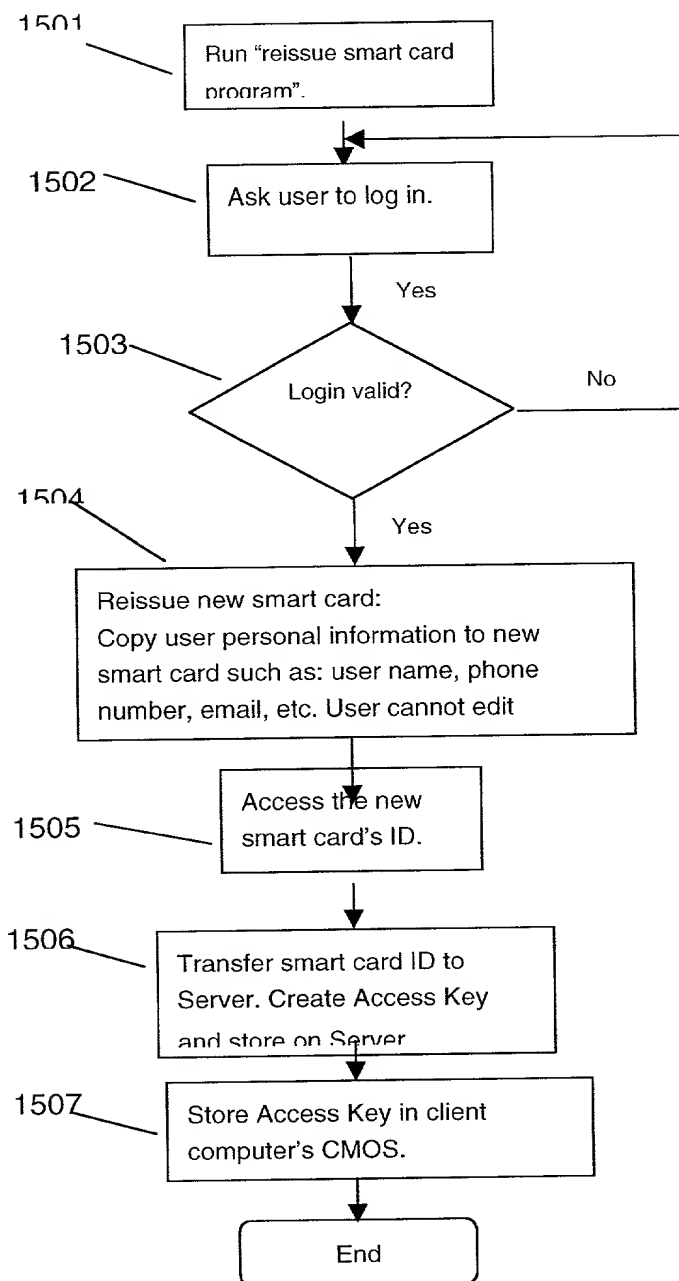 1501
Run “reissue smart card
program”.
1502
Ask user to log in.
Yes
1503
Login valid?
No
1504
Yes
Reissue new smart card:
Copy user personal information to new
smart card such as: user name, phone
number, email, etc. User cannot edit
1505
Access the new
smart card’s ID.
1506
Transfer smart card ID to
Server. Create Access Key
and store on Server
1507
Store Access Key in client
computer’s CMOS.
End